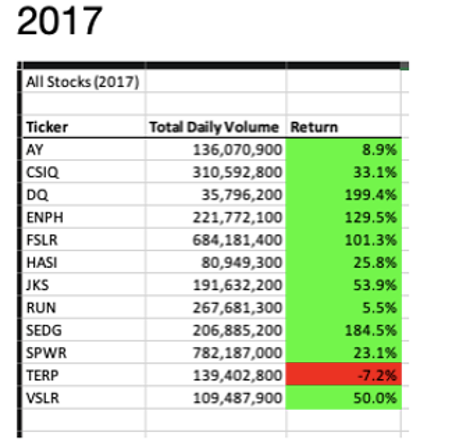 2017
All Stocks (2017)
Ticker Total Daily Volume Return
AY 136,070,900 8.9%
CSIQ 310,592,800 33.1%
DQ 35,796,200 199.4%
ENPH 221,772,100 129.5%
FSLR 684,181,400 101.3%
HASI 80,949,300 25.8%
JKS 191,632,200 53.9%
RUN 267,681,300 5.5%
SEDG 206,885,200 184.5%
SPWR 782,187,000 23.1%
TERP 139,402,800 -7.2%
VSLR 109,487,900 50.0%